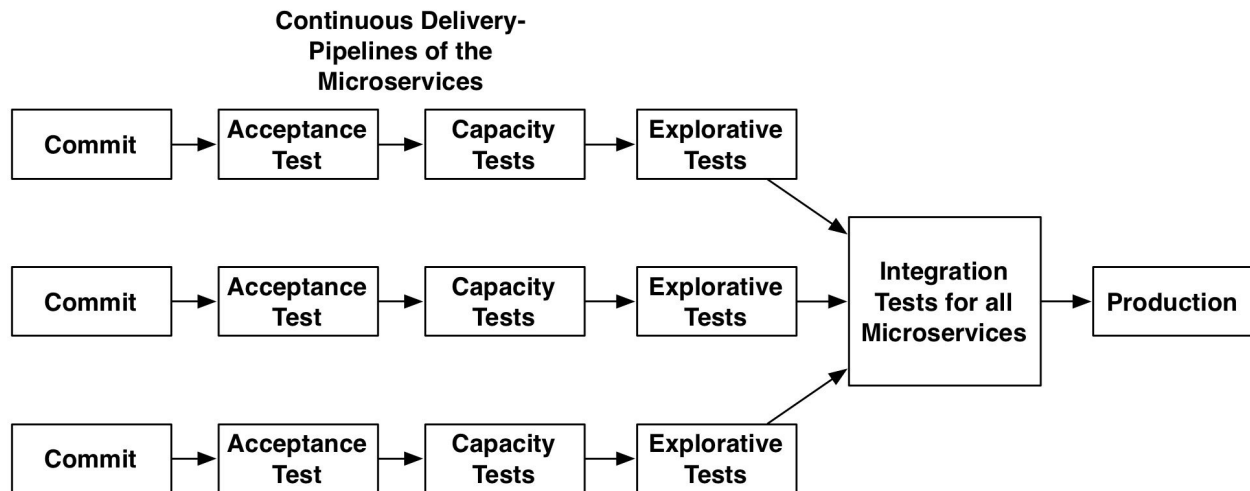 Continuous Delivery-
Pipelines of the
Microservices
Commit
Acceptance
Test
Capacity
Tests
Explorative
Tests
Commit
Acceptance
Test
Capacity
Tests
Explorative
Tests
Integration
Tests for all
Microservices
Production
Commit
Acceptance
Test
Capacity
Tests
Explorative
Tests